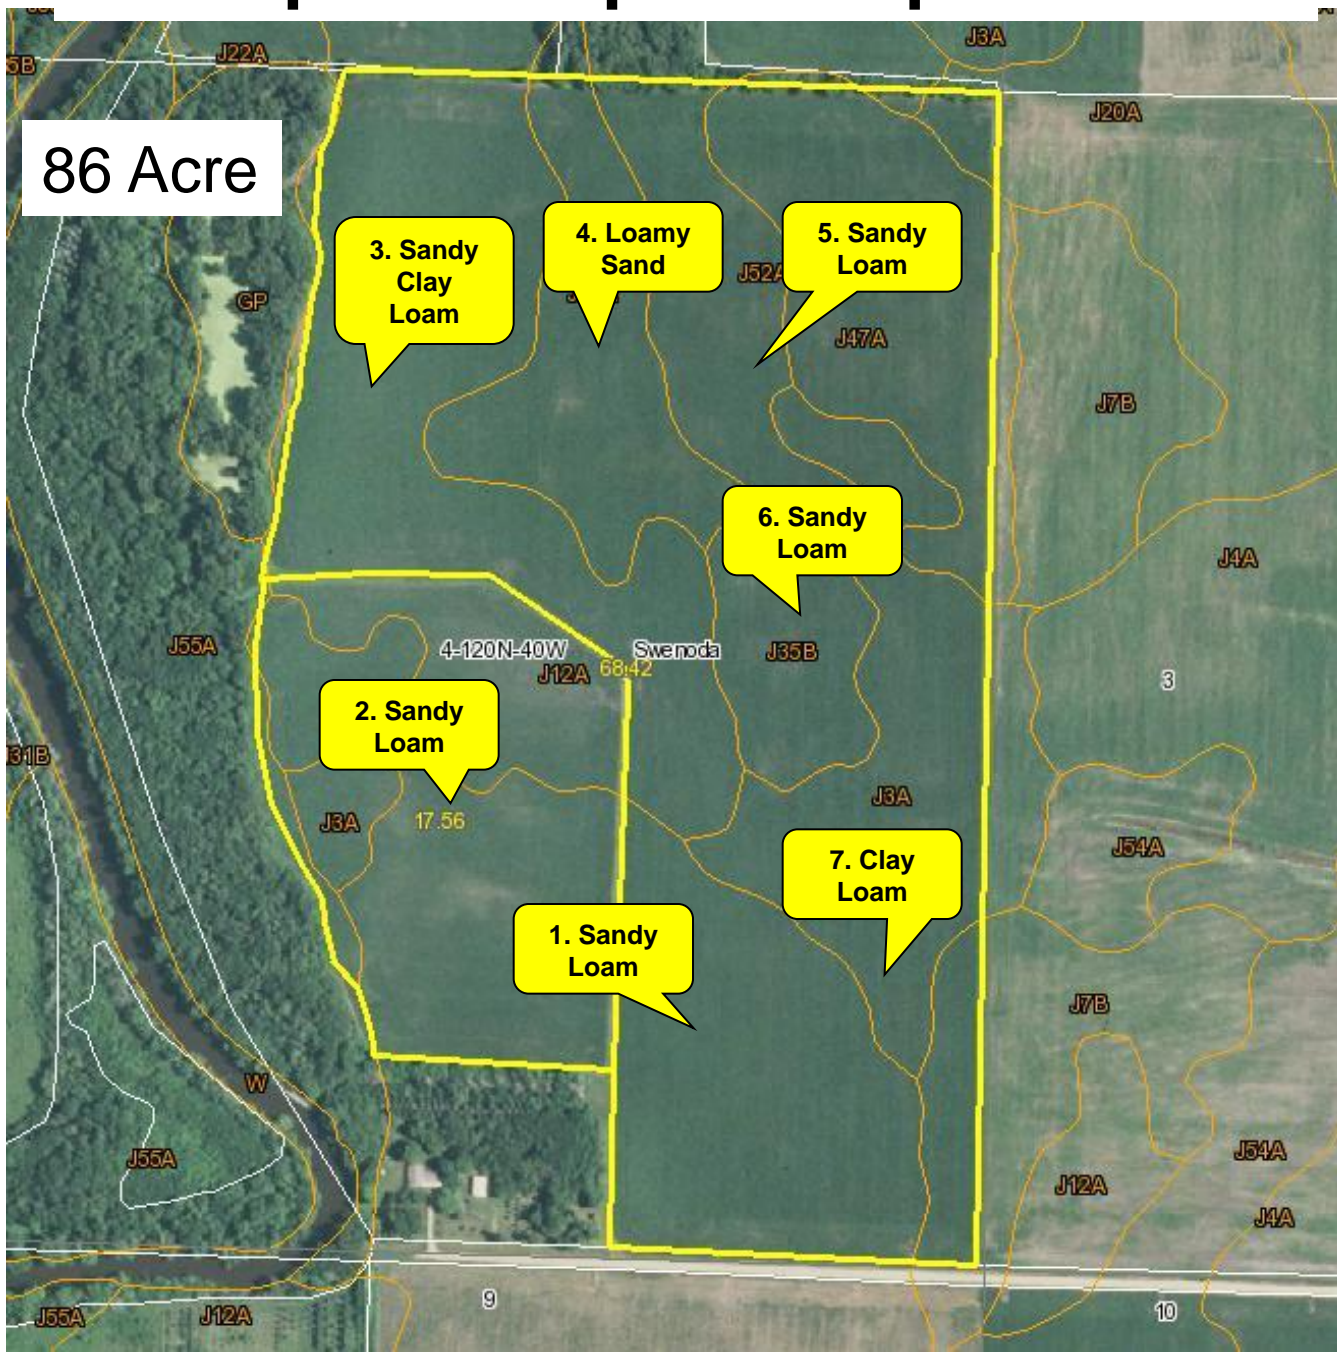 J22A
J3A
5B
J20A
86 Acre
3. Sandy
Clay
Loam
4. Loamy
Sand
5. Sandy
Loam
J52A
GP
J47A
J7B
6. Sandy
Loam
J4A
J55A
4-120N-40W
Swenoda
J12A
68.42
J35B
3
2. Sandy
Loam
J31B
J3A
17.56
J3A
J54A
7. Clay
Loam
1. Sandy
Loam
J7B
W
J55A
J54A
J12A
J4A
9
10
J55A
J12A